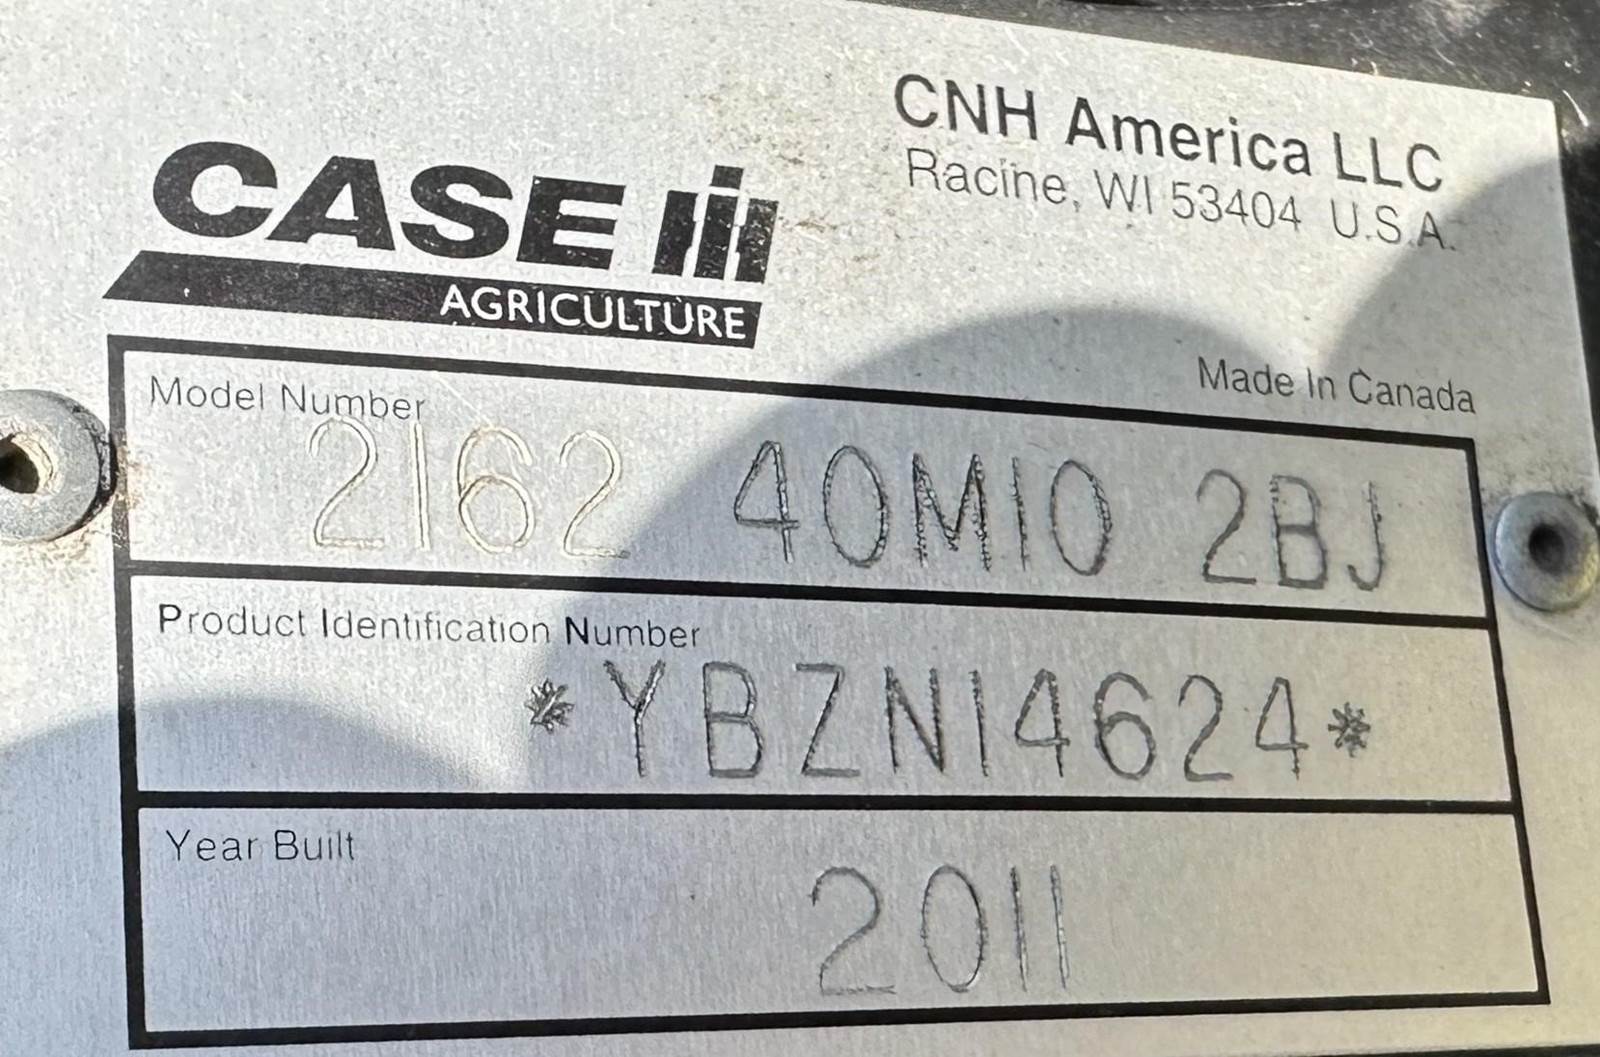 CNH America LLC
Racine, WI 53404 U.S.A.
CASE IH
AGRICULTURE
Made In Canada
Model Number
2162 40M10 2BJ
Product Identification Number
*YBZN14624*
Year Built
2011